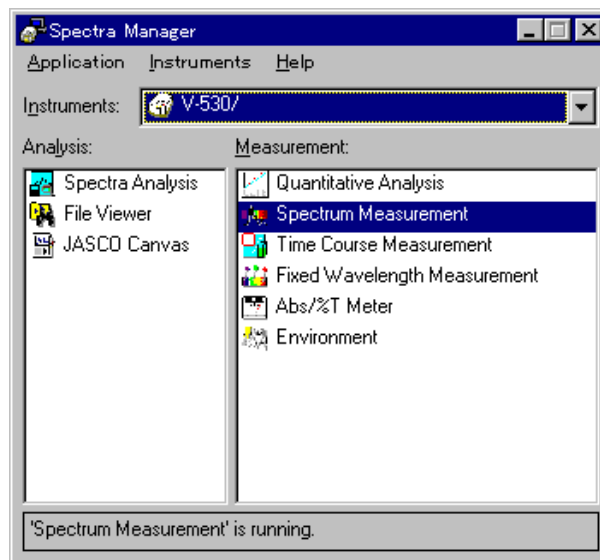 Spectra Manager
Application Instruments Help
Instruments: V-530/
Analysis:
Spectra Analysis
File Viewer
JASCO Canvas
Measurement:
Quantitative Analysis
Spectrum Measurement
Time Course Measurement
Fixed Wavelength Measurement
Abs/%T Meter
Environment
'Spectrum Measurement' is running.